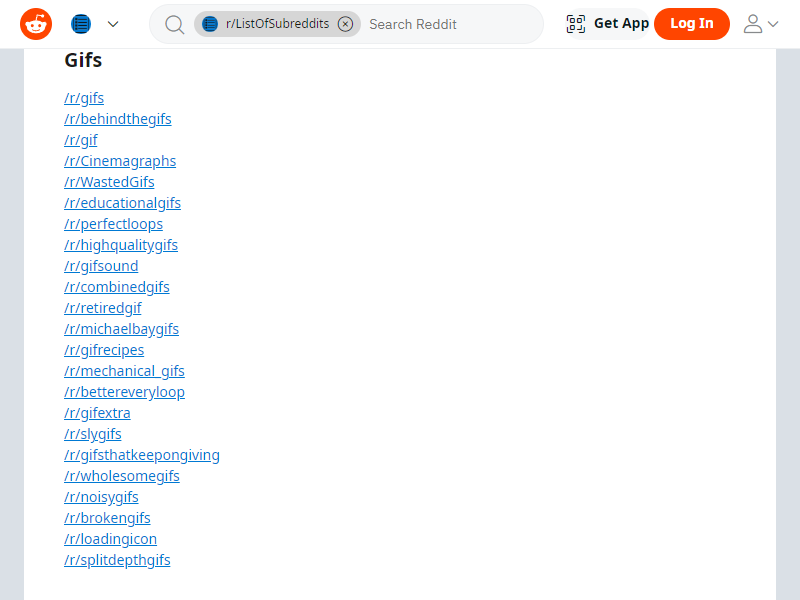 r/ListOfSubreddits Search Reddit Get App Log In
Gifs
/r/gifs
/r/behindthegifs
/r/gif
/r/Cinemagraphs
/r/WastedGifs
/r/educationalgifs
/r/perfectloops
/r/highqualitygifs
/r/gifsound
/r/combinedgifs
/r/retiredgif
/r/michaelbaygifs
/r/gifrecipes
/r/mechanical_gifs
/r/bettereveryloop
/r/gifextra
/r/slygifs
/r/gifsthatkeepongiving
/r/wholesomegifs
/r/noisygifs
/r/brokengifs
/r/loadingicon
/r/splitdepthgifs